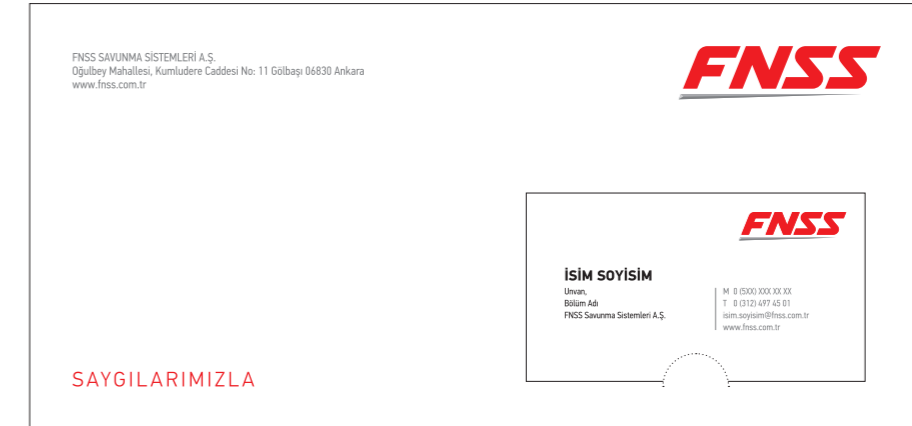 FNSS SAVUNMA SİSTEMLERİ A.Ş.
Oğulbey Mahallesi, Kumludere Caddesi No: 11 Gölbaşı 06830 Ankara
www.fnss.com.tr
FNSS
FNSS
İSİM SOYİSİM
Unvan,
Bölüm Adı
FNSS Savunma Sistemleri A.Ş.
M 0 (5XX) XXX XX XX
T 0 (312) 497 45 01
isim.soyisim@fnss.com.tr
www.fnss.com.tr
SAYGILARIMIZLA